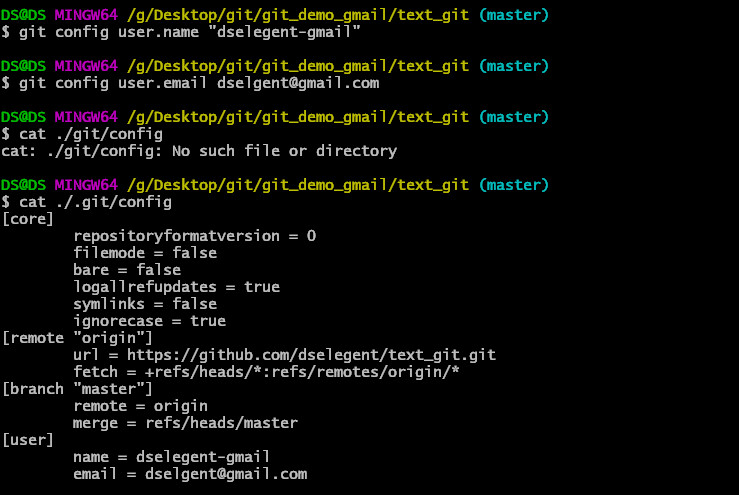 DS@DS MINGW64 /g/Desktop/git/git_demo_gmail/text_git (master)
$ git config user.name "dselegent-gmail"
DS@DS MINGW64 /g/Desktop/git/git_demo_gmail/text_git (master)
$ git config user.email dselgent@gmail.com
DS@DS MINGW64 /g/Desktop/git/git_demo_gmail/text_git (master)
$ cat ./git/config
cat: ./git/config: No such file or directory
DS@DS MINGW64 /g/Desktop/git/git_demo_gmail/text_git (master)
$ cat ./.git/config
[core]
        repositoryformatversion = 0
        filemode = false
        bare = false
        logallrefupdates = true
        symlinks = false
        ignorecase = true
[remote "origin"]
        url = https://github.com/dselegent/text_git.git
        fetch = +refs/heads/*:refs/remotes/origin/*
[branch "master"]
        remote = origin
        merge = refs/heads/master
[user]
        name = dselegent-gmail
        email = dselgent@gmail.com